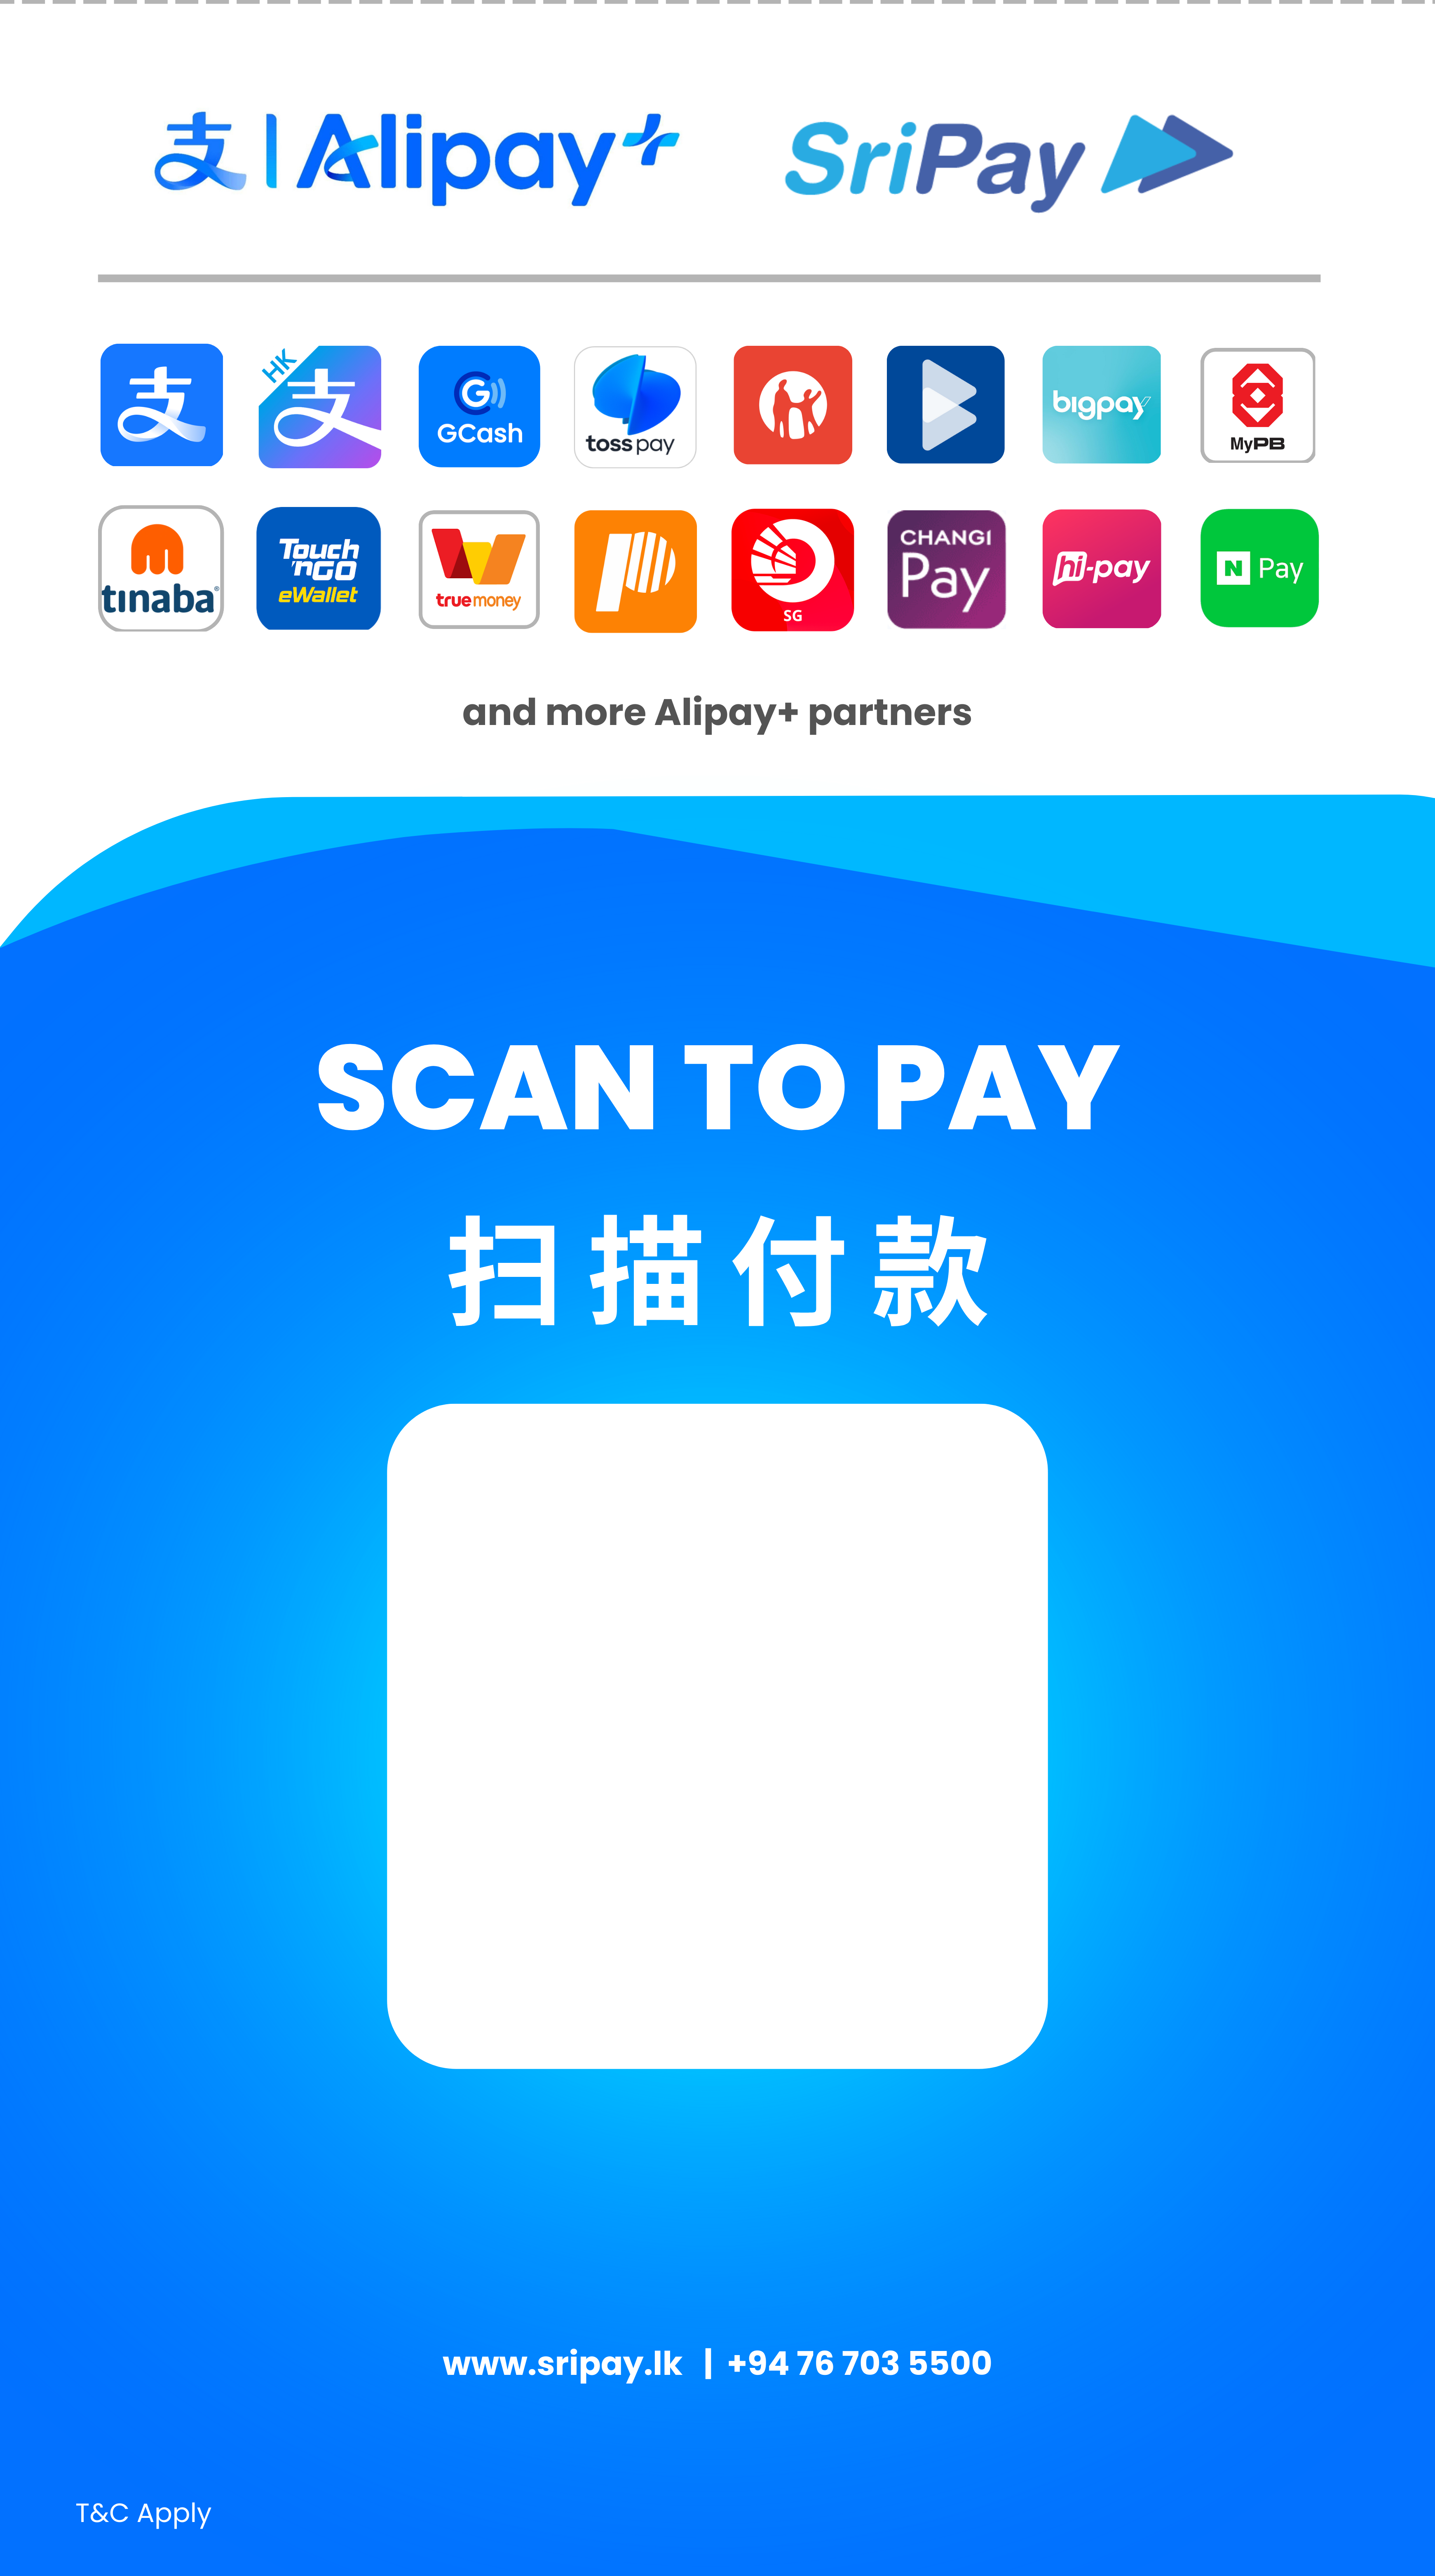 支 | Alipay+ SriPay
支 HK 支 GCash toss pay bigpay MyPB
tinaba® Touch 'n GO eWallet truemoney P SG CHANGI Pay hi-pay N Pay
and more Alipay+ partners
SCAN TO PAY
扫描付款
www.sripay.lk | +94 76 703 5500
T&C Apply